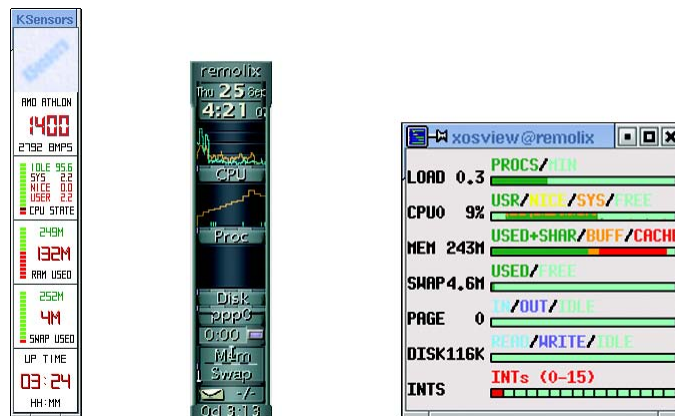 KSensors
AMD ATHLON
1400
2792 BMPS
IDLE 95.6
SYS 2.2
NICE 0.0
USER 2.2
CPU STATE
249M
132M
RAM USED
252M
4M
SWAP USED
UP TIME
03:24
HH:MM
remolix
Thu 25 Sep
4:21
CPU
Proc
Disk
ppp0
0:00
Mem
Swap
-/-
0d 3:13
xosview@remolix
LOAD 0.3 PROCS/MIN
CPU0 9% USR/NICE/SYS/FREE
MEM 243M USED+SHAR/BUFF/CACHE
SWAP4.6M USED/FREE
PAGE 0 IN/OUT/IDLE
DISK116K READ/WRITE/IDLE
INTS INTs (0-15)